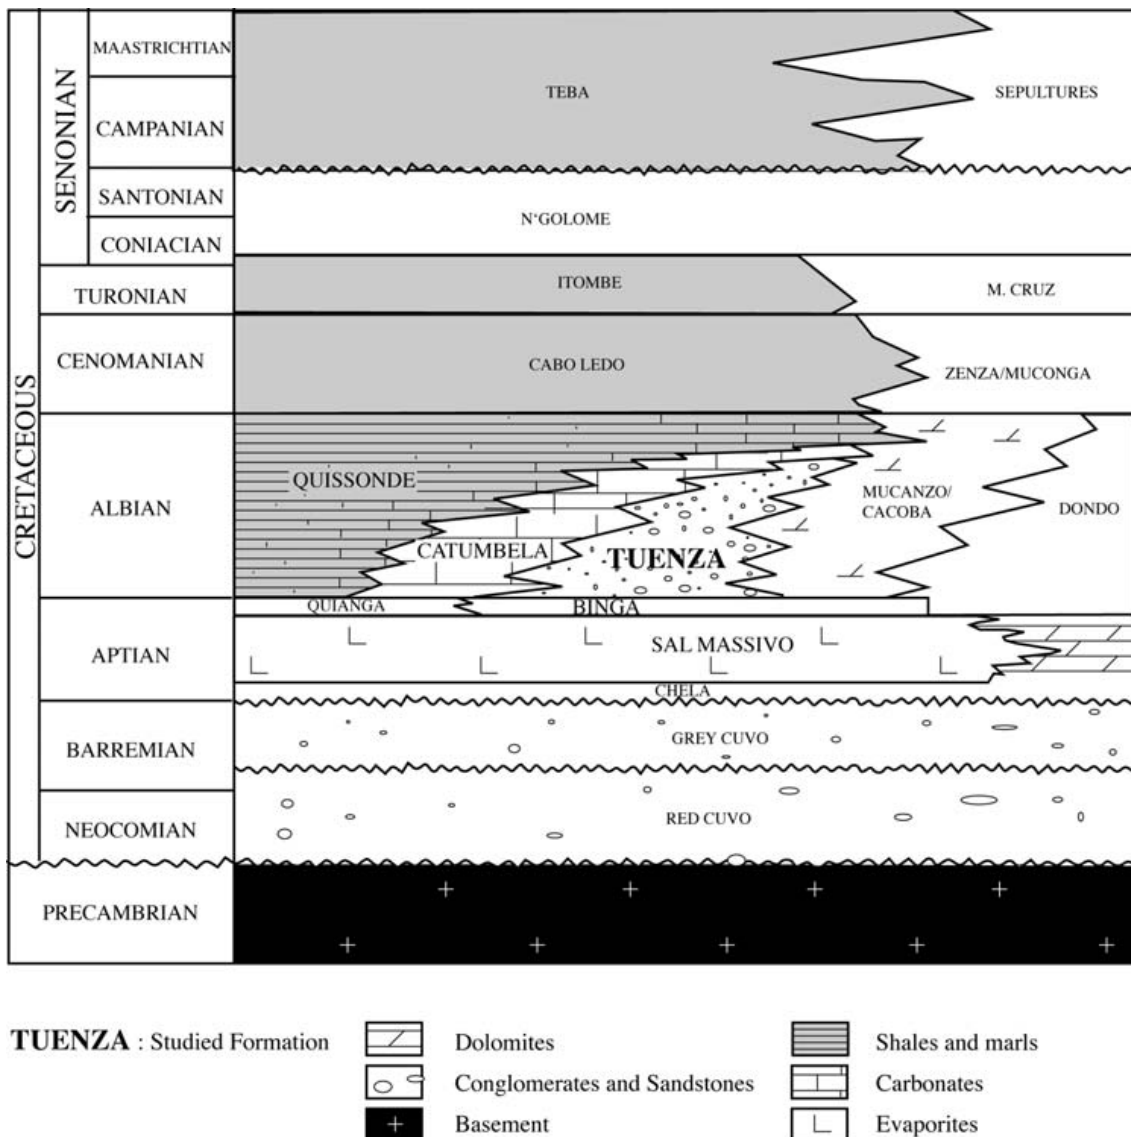 CRETACEOUS
SENONIAN
MAASTRICHTIAN
TEBA
SEPULTURES
CAMPANIAN
SANTONIAN
N'GOLOME
CONIACIAN
TURONIAN
ITOMBE
M. CRUZ
CENOMANIAN
CABO LEDO
ZENZA/MUCONGA
ALBIAN
QUISSONDE
CATUMBELA
TUENZA
MUCANZO/
CACOBA
DONDO
QUIANGA
BINGA
APTIAN
SAL MASSIVO
CHELA
BARREMIAN
GREY CUVO
NEOCOMIAN
RED CUVO
PRECAMBRIAN
TUENZA : Studied Formation
Dolomites
Shales and marls
Conglomerates and Sandstones
Carbonates
Basement
Evaporites